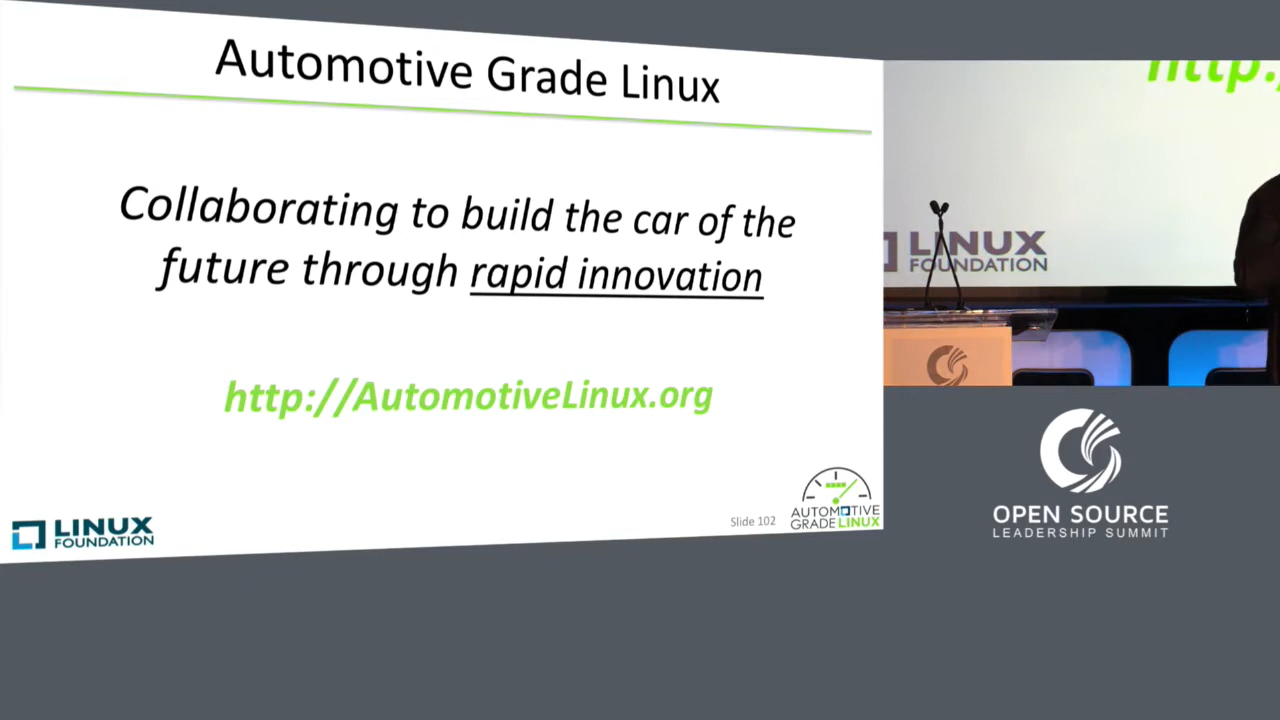 Automotive Grade Linux
Collaborating to build the car of the
future through rapid innovation
http://AutomotiveLinux.org
LINUX
FOUNDATION
Slide 102
AUTOMOTIVE
GRADE LINUX
http:/
LINUX
FOUNDATION
OPEN SOURCE
LEADERSHIP SUMMIT